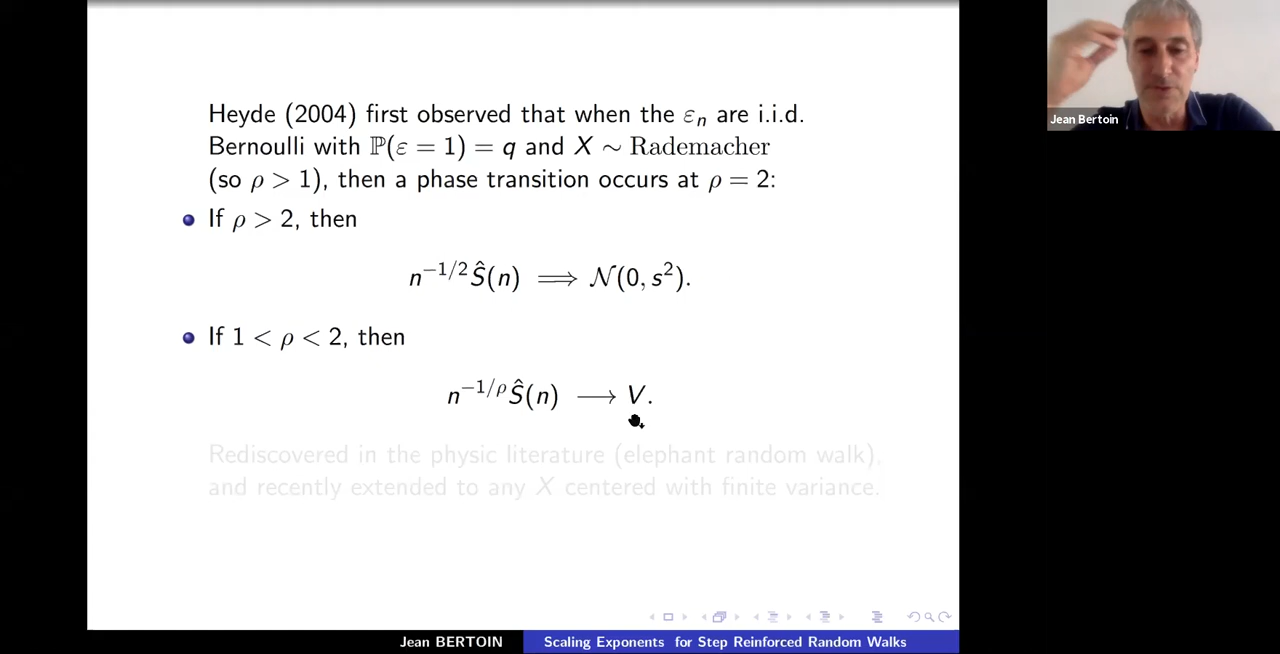 Heyde (2004) first observed that when the εₙ are i.i.d.
Bernoulli with ℙ(ε = 1) = q and X ∼ Rademacher
(so ρ > 1), then a phase transition occurs at ρ = 2:
If ρ > 2, then
n^{−1/2} Ŝ(n) ⟹ 𝒩(0, s²).
If 1 < ρ < 2, then
n^{−1/ρ} Ŝ(n) ⟶ V.
Rediscovered in the physic literature (elephant random walk),
and recently extended to any X centered with finite variance.
Jean BERTOIN
Scaling Exponents for Step Reinforced Random Walks
Jean Bertoin